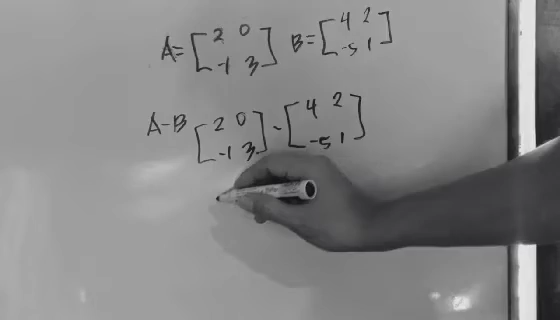 A= [ 2 0 -1 3 ] B= [ 4 2 -5 1 ]
A-B [ 2 0 -1 3 ] - [ 4 2 -5 1 ]